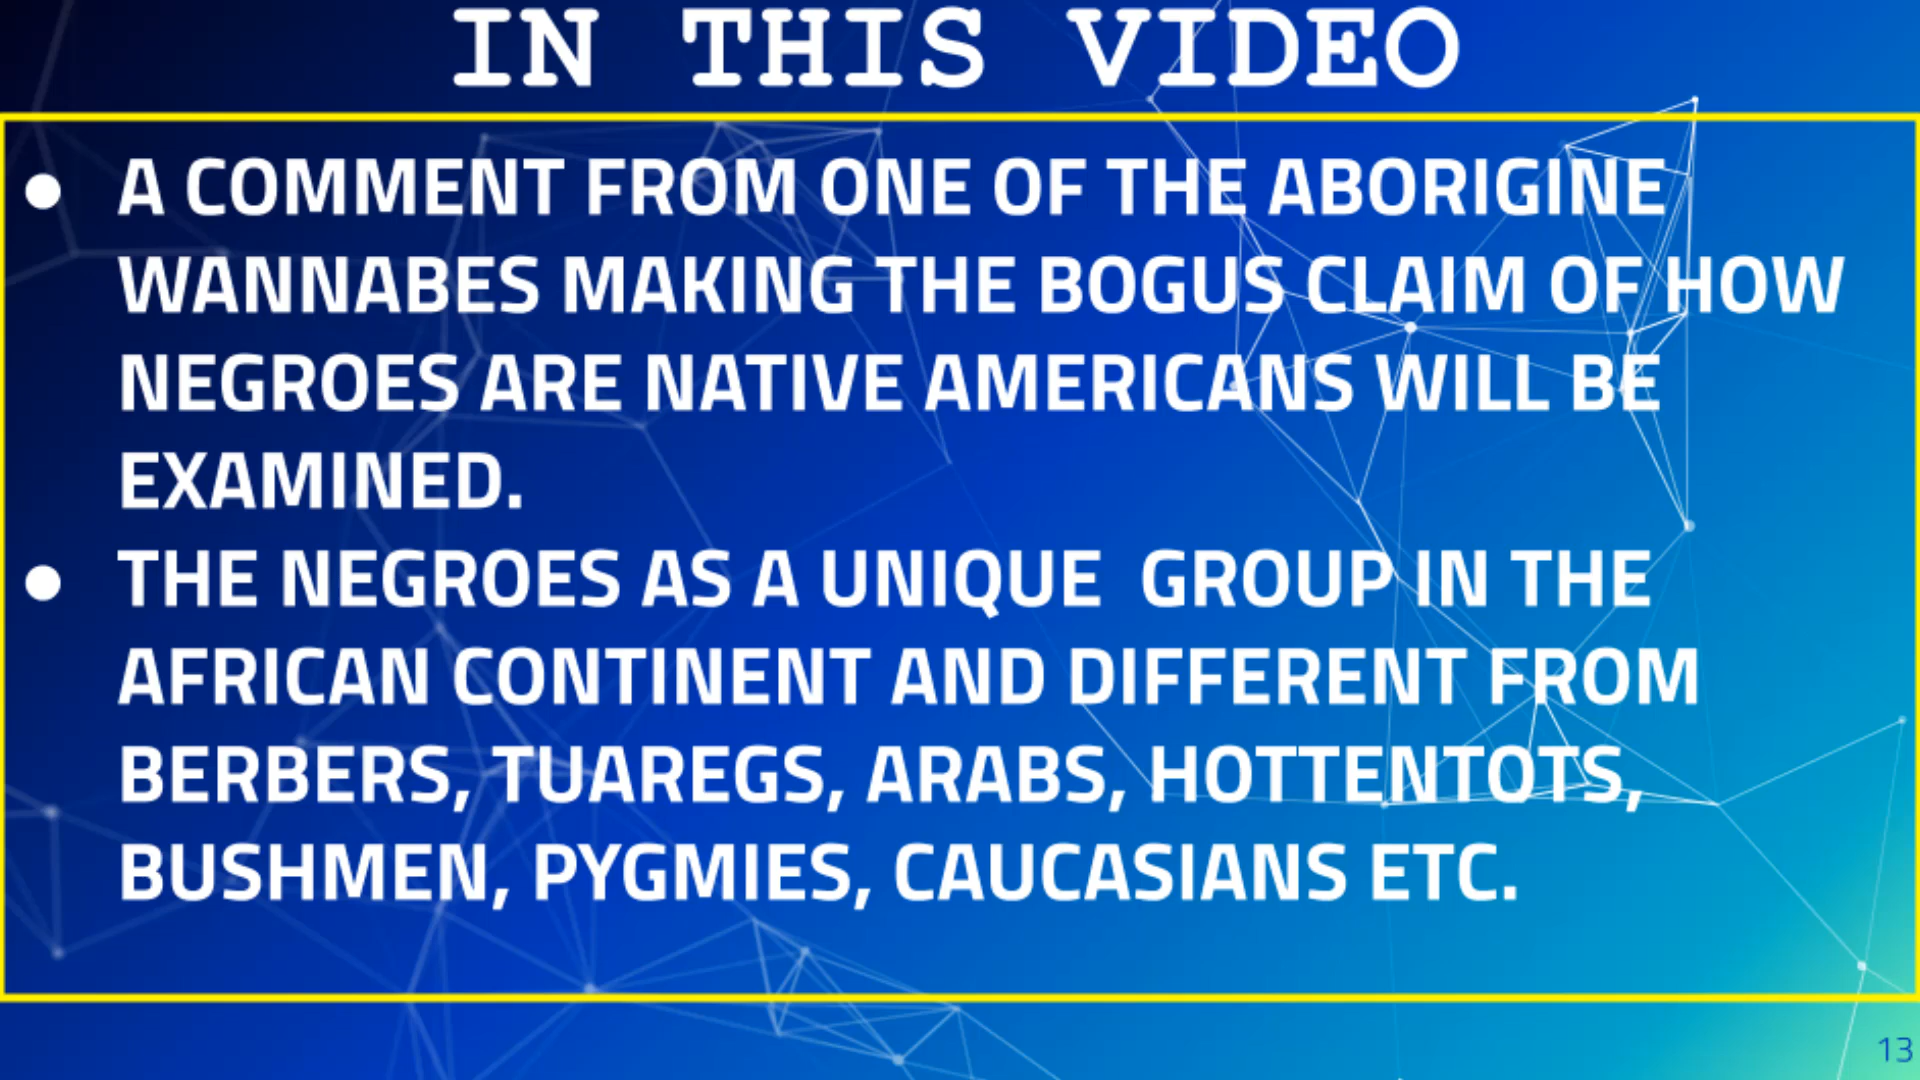 IN THIS VIDEO
● A COMMENT FROM ONE OF THE ABORIGINE
WANNABES MAKING THE BOGUS CLAIM OF HOW
NEGROES ARE NATIVE AMERICANS WILL BE
EXAMINED.
● THE NEGROES AS A UNIQUE  GROUP IN THE
AFRICAN CONTINENT AND DIFFERENT FROM
BERBERS, TUAREGS, ARABS, HOTTENTOTS,
BUSHMEN, PYGMIES, CAUCASIANS ETC.
13